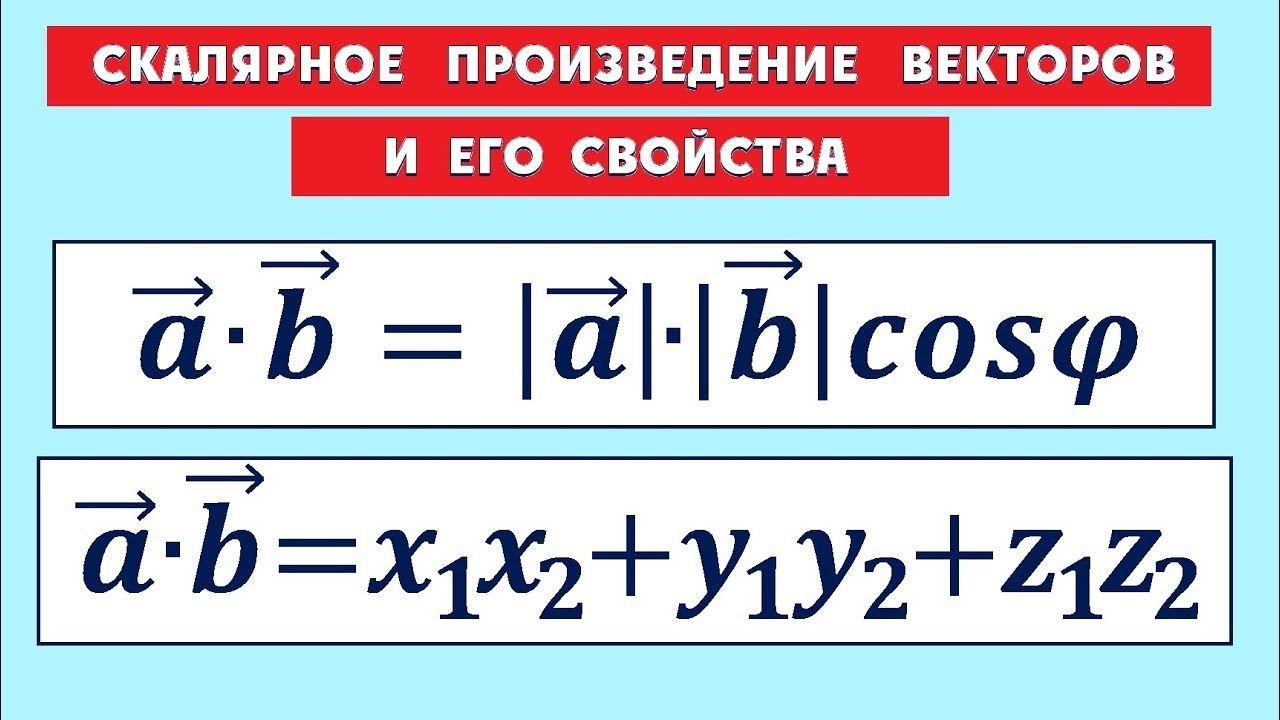 СКАЛЯРНОЕ ПРОИЗВЕДЕНИЕ ВЕКТОРОВ
И ЕГО СВОЙСТВА
a⃗·b⃗ = |a⃗|·|b⃗|cosφ
a⃗·b⃗=x₁x₂+y₁y₂+z₁z₂